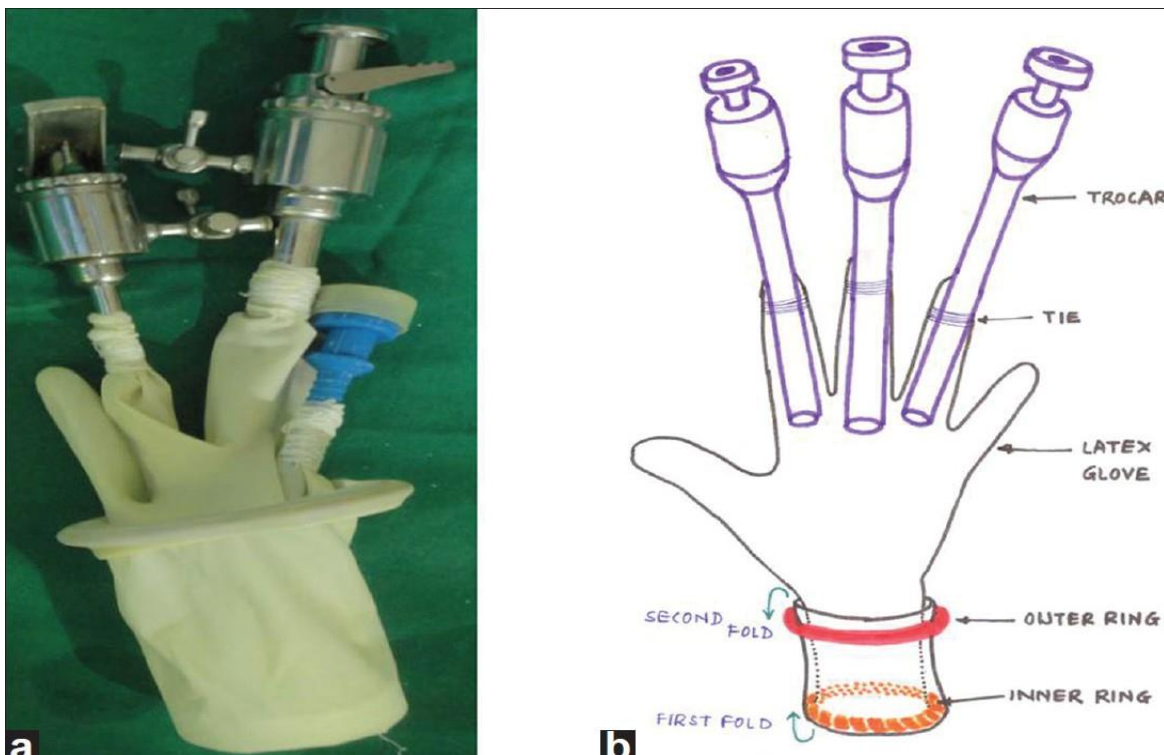 TROCAR
TIE
LATEX
GLOVE
SECOND
FOLD
OUTER RING
INNER RING
FIRST FOLD
a
b